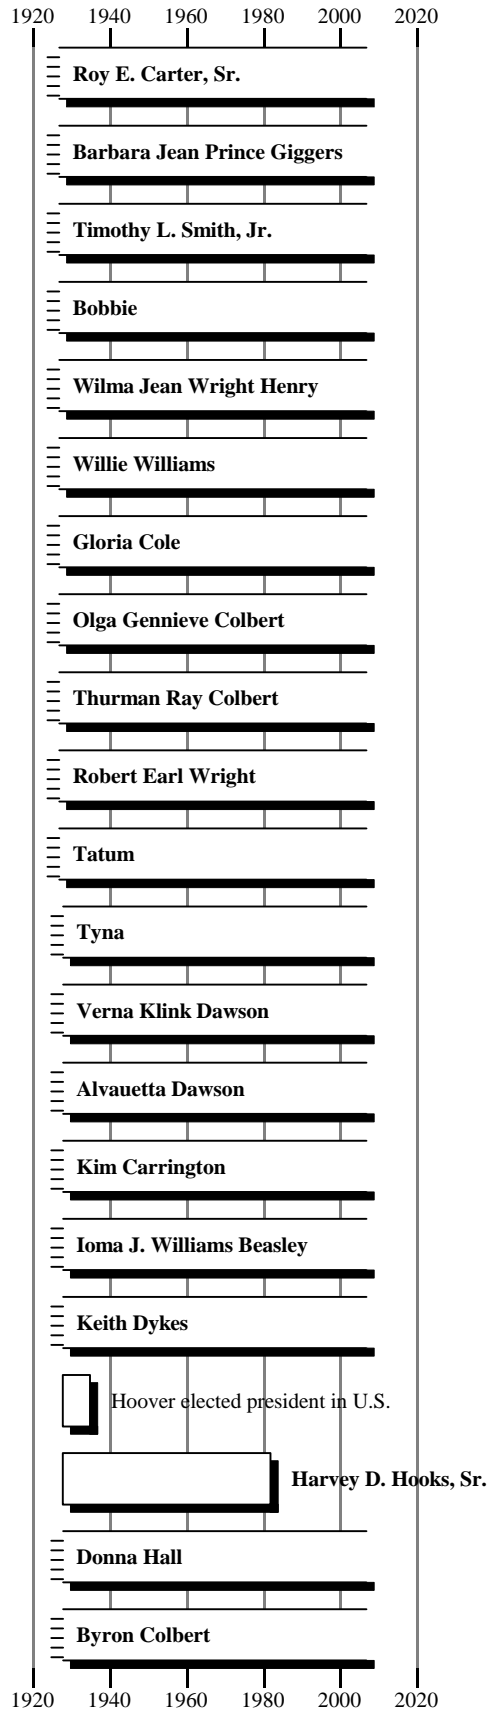 1920 1940 1960 1980 2000 2020
Roy E. Carter, Sr.
Barbara Jean Prince Giggers
Timothy L. Smith, Jr.
Bobbie
Wilma Jean Wright Henry
Willie Williams
Gloria Cole
Olga Gennieve Colbert
Thurman Ray Colbert
Robert Earl Wright
Tatum
Tyna
Verna Klink Dawson
Alvauetta Dawson
Kim Carrington
Ioma J. Williams Beasley
Keith Dykes
Hoover elected president in U.S.
Harvey D. Hooks, Sr.
Donna Hall
Byron Colbert
1920 1940 1960 1980 2000 2020